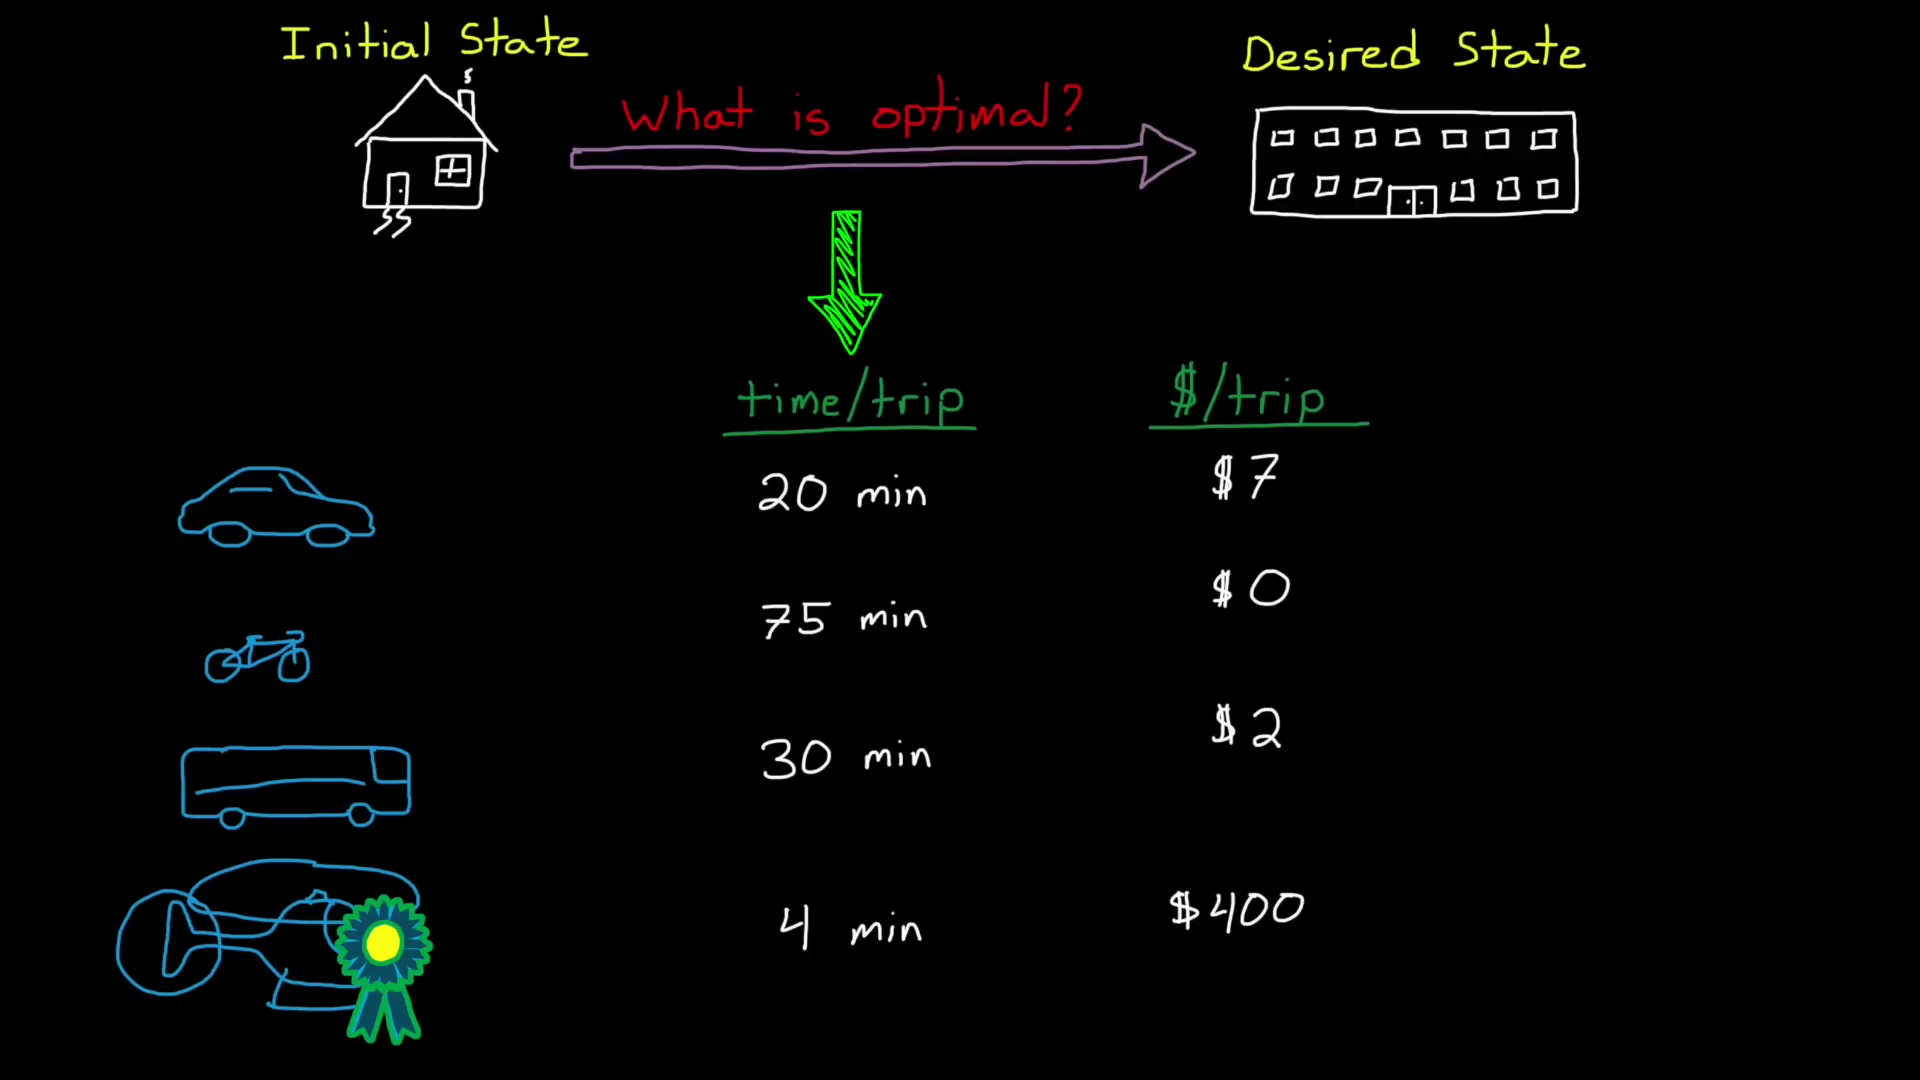 Initial State
Desired State
What is optimal?
time/trip
$/trip
20 min
$7
75 min
$0
30 min
$2
4 min
$400